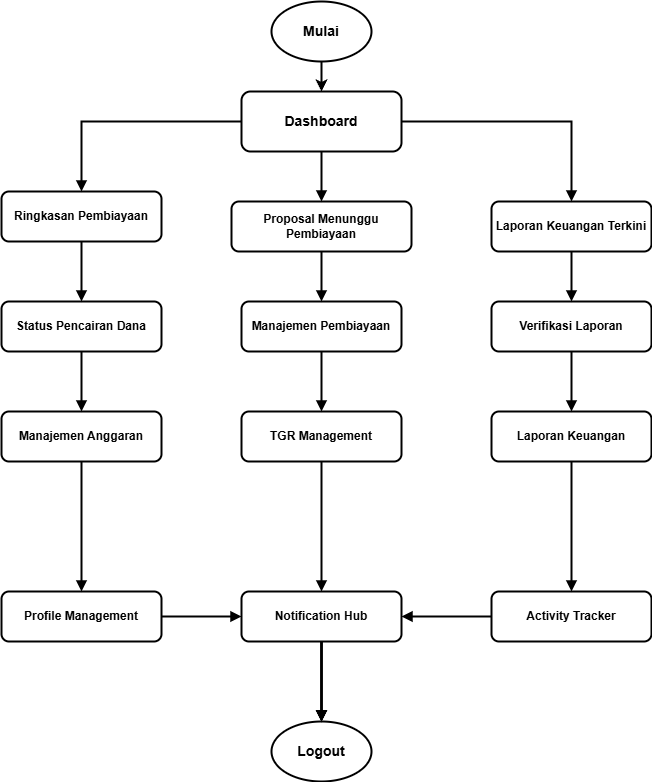 Mulai
Dashboard
Ringkasan Pembiayaan
Proposal Menunggu
Pembiayaan
Laporan Keuangan Terkini
Status Pencairan Dana
Manajemen Pembiayaan
Verifikasi Laporan
Manajemen Anggaran
TGR Management
Laporan Keuangan
Profile Management
Notification Hub
Activity Tracker
Logout